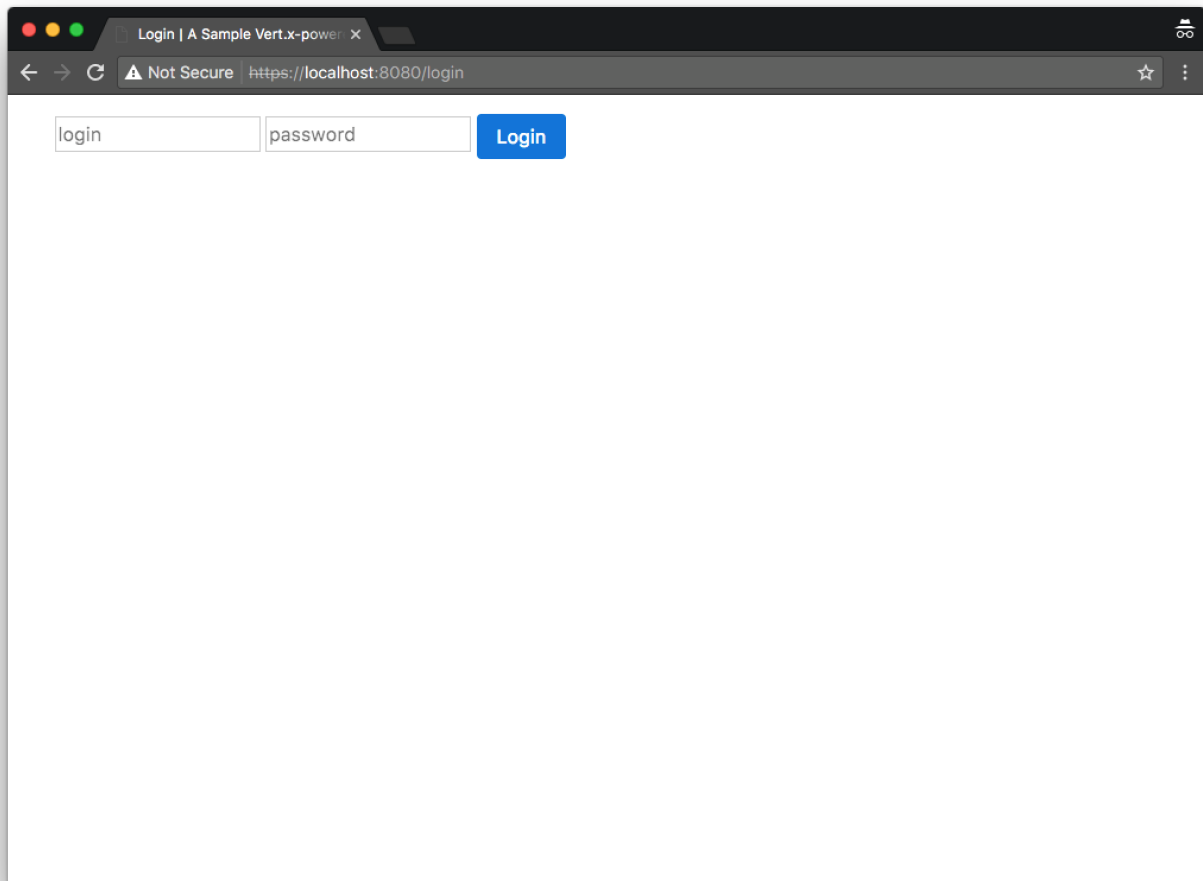 Login | A Sample Vert.x-power
Not Secure https://localhost:8080/login
login password Login